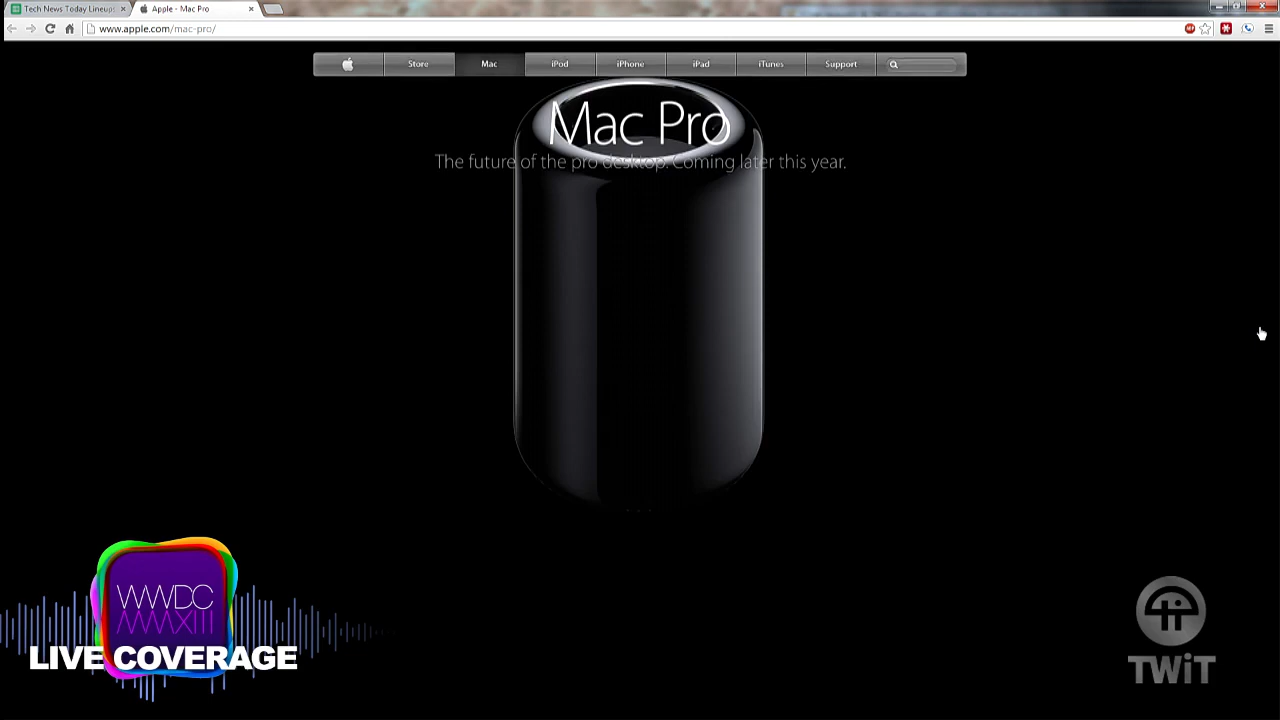 Tech News Today Lineup:
Apple - Mac Pro
www.apple.com/mac-pro/
Store
Mac
iPod
iPhone
iPad
iTunes
Support
Mac Pro
The future of the pro desktop. Coming later this year.
WWDC
MMXIII
LIVE COVERAGE
TWiT